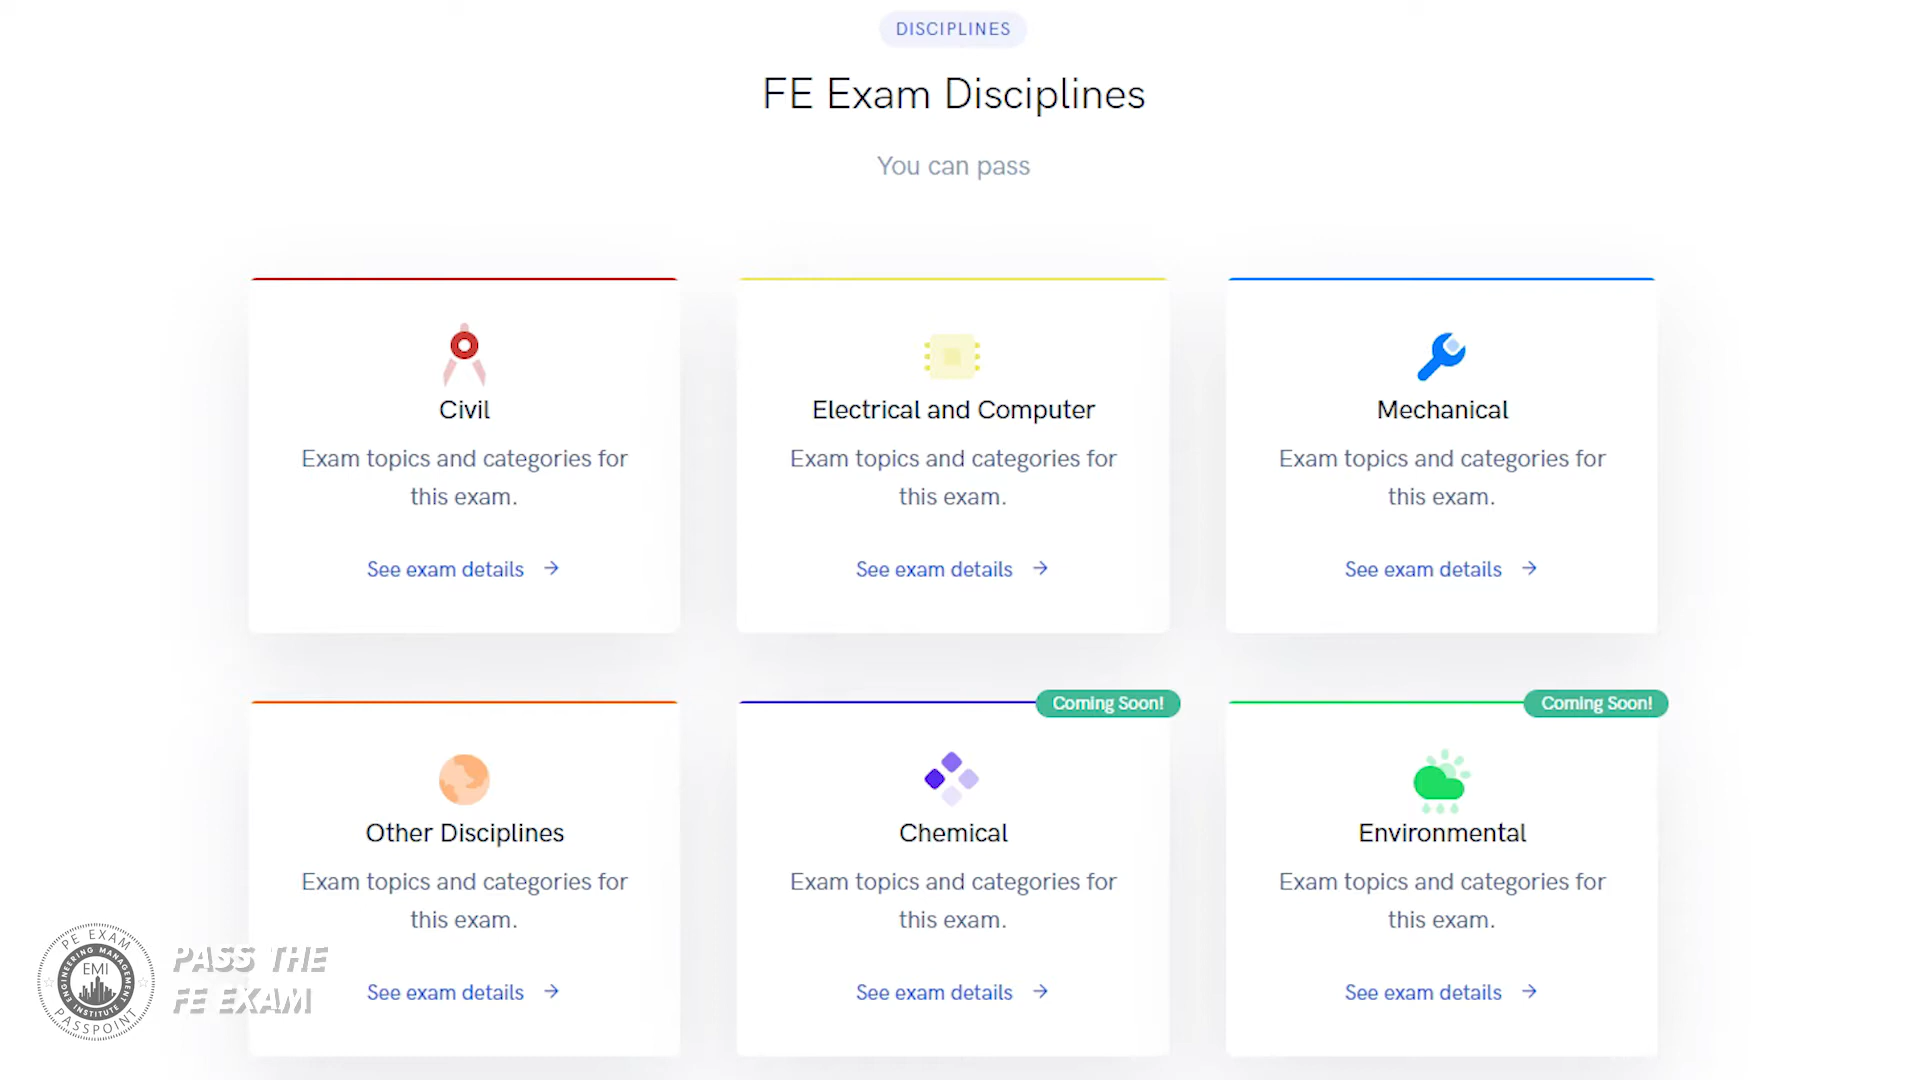 DISCIPLINES
FE Exam Disciplines
You can pass
Civil
Exam topics and categories for
this exam.
See exam details
Electrical and Computer
Exam topics and categories for
this exam.
See exam details
Mechanical
Exam topics and categories for
this exam.
See exam details
Other Disciplines
Exam topics and categories for
this exam.
See exam details
Coming Soon!
Chemical
Exam topics and categories for
this exam.
See exam details
Coming Soon!
Environmental
Exam topics and categories for
this exam.
See exam details
PE EXAM
ENGINEERING MANAGEMENT
EMI
INSTITUTE
PASSPOINT
PASS THE
FE EXAM